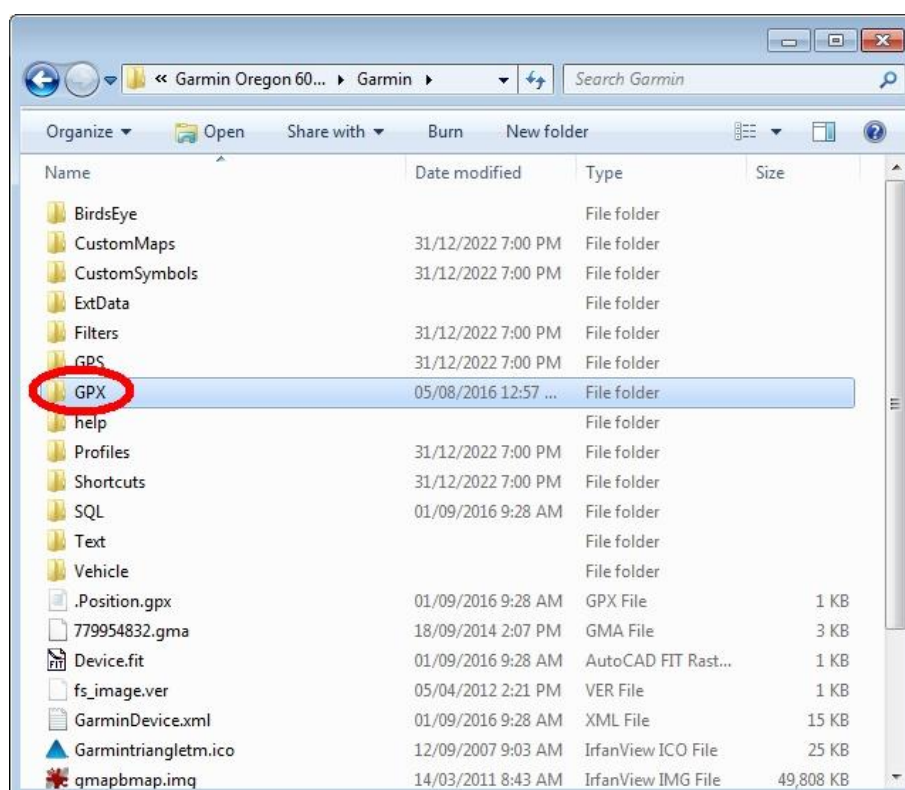 « Garmin Oregon 60... ▸ Garmin ▸ Search Garmin
Organize ▾ Open Share with ▾ Burn New folder
Name Date modified Type Size
BirdsEye File folder
CustomMaps 31/12/2022 7:00 PM File folder
CustomSymbols 31/12/2022 7:00 PM File folder
ExtData File folder
Filters 31/12/2022 7:00 PM File folder
GPS 31/12/2022 7:00 PM File folder
GPX 05/08/2016 12:57 ... File folder
help File folder
Profiles 31/12/2022 7:00 PM File folder
Shortcuts 31/12/2022 7:00 PM File folder
SQL 01/09/2016 9:28 AM File folder
Text File folder
Vehicle File folder
.Position.gpx 01/09/2016 9:28 AM GPX File 1 KB
779954832.gma 18/09/2014 2:07 PM GMA File 3 KB
FIT Device.fit 01/09/2016 9:28 AM AutoCAD FIT Rast... 1 KB
fs_image.ver 05/04/2012 2:21 PM VER File 1 KB
GarminDevice.xml 01/09/2016 9:28 AM XML File 15 KB
Garmintriangletm.ico 12/09/2007 9:03 AM IrfanView ICO File 25 KB
gmapbmap.img 14/03/2011 8:43 AM IrfanView IMG File 49,808 KB